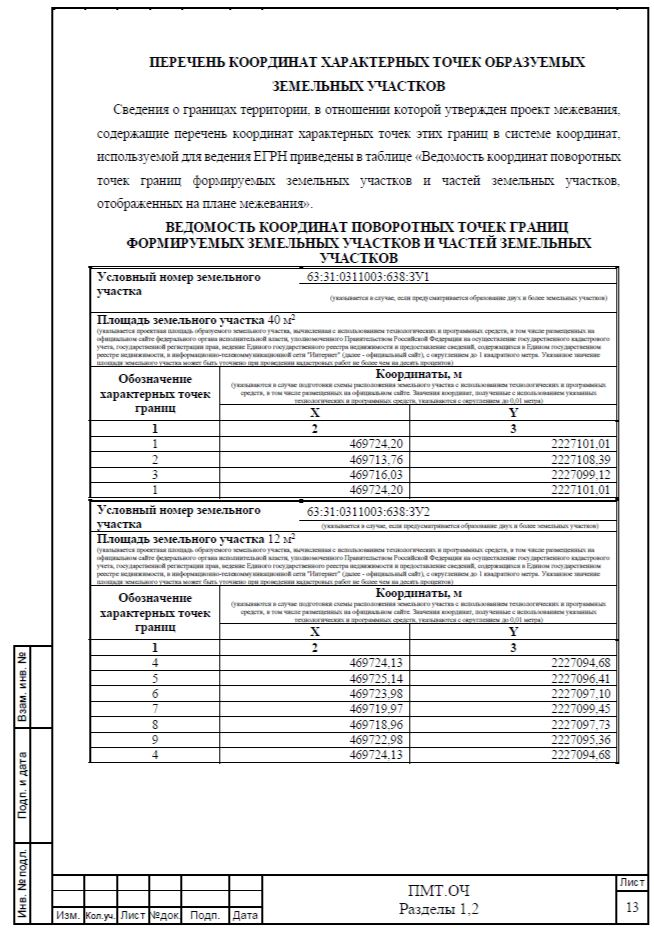 ПЕРЕЧЕНЬ КООРДИНАТ ХАРАКТЕРНЫХ ТОЧЕК ОБРАЗУЕМЫХ
ЗЕМЕЛЬНЫХ УЧАСТКОВ
Сведения о границах территории, в отношении которой утвержден проект межевания,
содержащие перечень координат характерных точек этих границ в системе координат,
используемой для ведения ЕГРН приведены в таблице «Ведомость координат поворотных
точек границ формируемых земельных участков и частей земельных участков,
отображенных на плане межевания».
ВЕДОМОСТЬ КООРДИНАТ ПОВОРОТНЫХ ТОЧЕК ГРАНИЦ
ФОРМИРУЕМЫХ ЗЕМЕЛЬНЫХ УЧАСТКОВ И ЧАСТЕЙ ЗЕМЕЛЬНЫХ
УЧАСТКОВ
Условный номер земельного участка 63:31:0311003:638:ЗУ1
(указывается в случае, если предусматривается образование двух и более земельных участков)
Площадь земельного участка 40 м²
(указывается проектная площадь образуемого земельного участка, вычисленная с использованием технологических и программных средств, в том числе размещенных на
официальном сайте федерального органа исполнительной власти, уполномоченного Правительством Российской Федерации на осуществление государственного кадастрового
учета, государственной регистрации прав, ведение Единого государственного реестра недвижимости и предоставление сведений, содержащихся в Едином государственном
реестре недвижимости, в информационно-телекоммуникационной сети "Интернет" (далее - официальный сайт), с округлением до 1 квадратного метра. Указанное значение
площади земельного участка может быть уточнено при проведении кадастровых работ не более чем на десять процентов)
Обозначение характерных точек границ
Координаты, м
(указываются в случае подготовки схемы расположения земельного участка с использованием технологических и программных
средств, в том числе размещенных на официальном сайте. Значения координат, полученные с использованием указанных
технологических и программных средств, указываются с округлением до 0,01 метра)
X Y
1 2 3
1 469724,20 2227101,01
2 469713,76 2227108,39
3 469716,03 2227099,12
1 469724,20 2227101,01
Условный номер земельного участка 63:31:0311003:638:ЗУ2
(указывается в случае, если предусматривается образование двух и более земельных участков)
Площадь земельного участка 12 м²
(указывается проектная площадь образуемого земельного участка, вычисленная с использованием технологических и программных средств, в том числе размещенных на
официальном сайте федерального органа исполнительной власти, уполномоченного Правительством Российской Федерации на осуществление государственного кадастрового
учета, государственной регистрации прав, ведение Единого государственного реестра недвижимости и предоставление сведений, содержащихся в Едином государственном
реестре недвижимости, в информационно-телекоммуникационной сети "Интернет" (далее - официальный сайт), с округлением до 1 квадратного метра. Указанное значение
площади земельного участка может быть уточнено при проведении кадастровых работ не более чем на десять процентов)
Обозначение характерных точек границ
Координаты, м
(указываются в случае подготовки схемы расположения земельного участка с использованием технологических и программных
средств, в том числе размещенных на официальном сайте. Значения координат, полученные с использованием указанных
технологических и программных средств, указываются с округлением до 0,01 метра)
X Y
1 2 3
4 469724,13 2227094,68
5 469725,14 2227096,41
6 469723,98 2227097,10
7 469719,97 2227099,45
8 469718,96 2227097,73
9 469722,98 2227095,36
4 469724,13 2227094,68
Взам. инв. №
Подп. и дата
Инв. № подл.
Изм. Кол.уч. Лист №док. Подп. Дата
ПМТ.ОЧ
Разделы 1,2
Лист
13